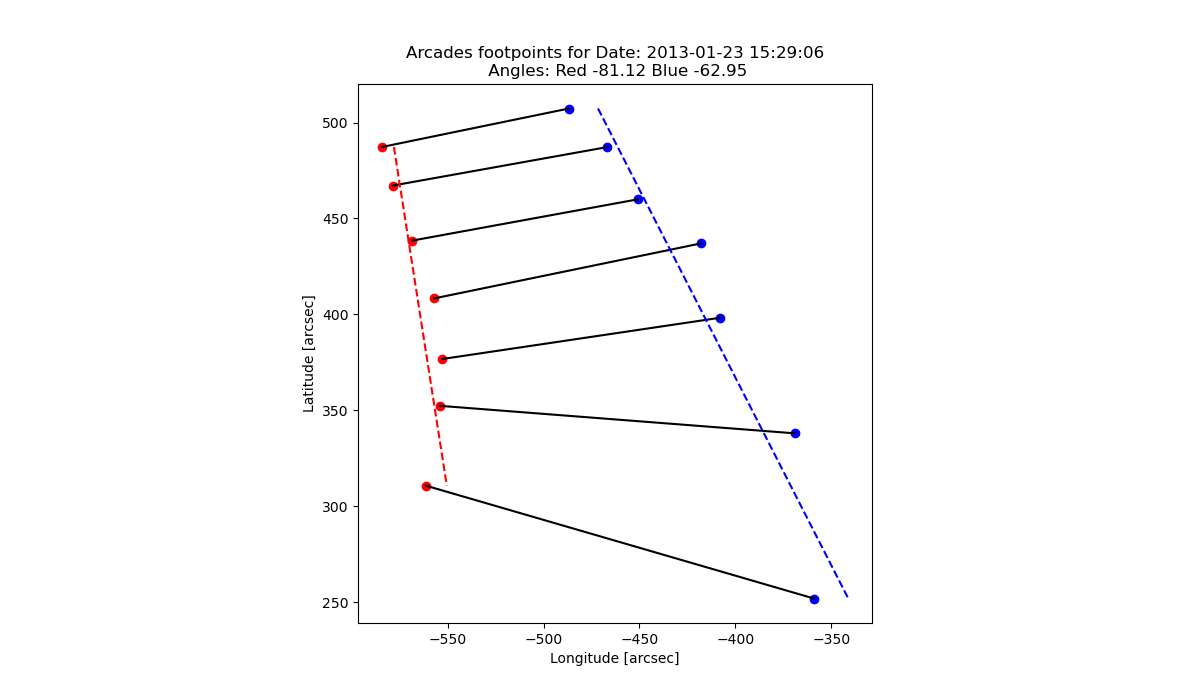 Arcades footpoints for Date: 2013-01-23 15:29:06
Angles: Red -81.12 Blue -62.95
Latitude [arcsec]
500
450
400
350
300
250
−550 −500 −450 −400 −350
Longitude [arcsec]